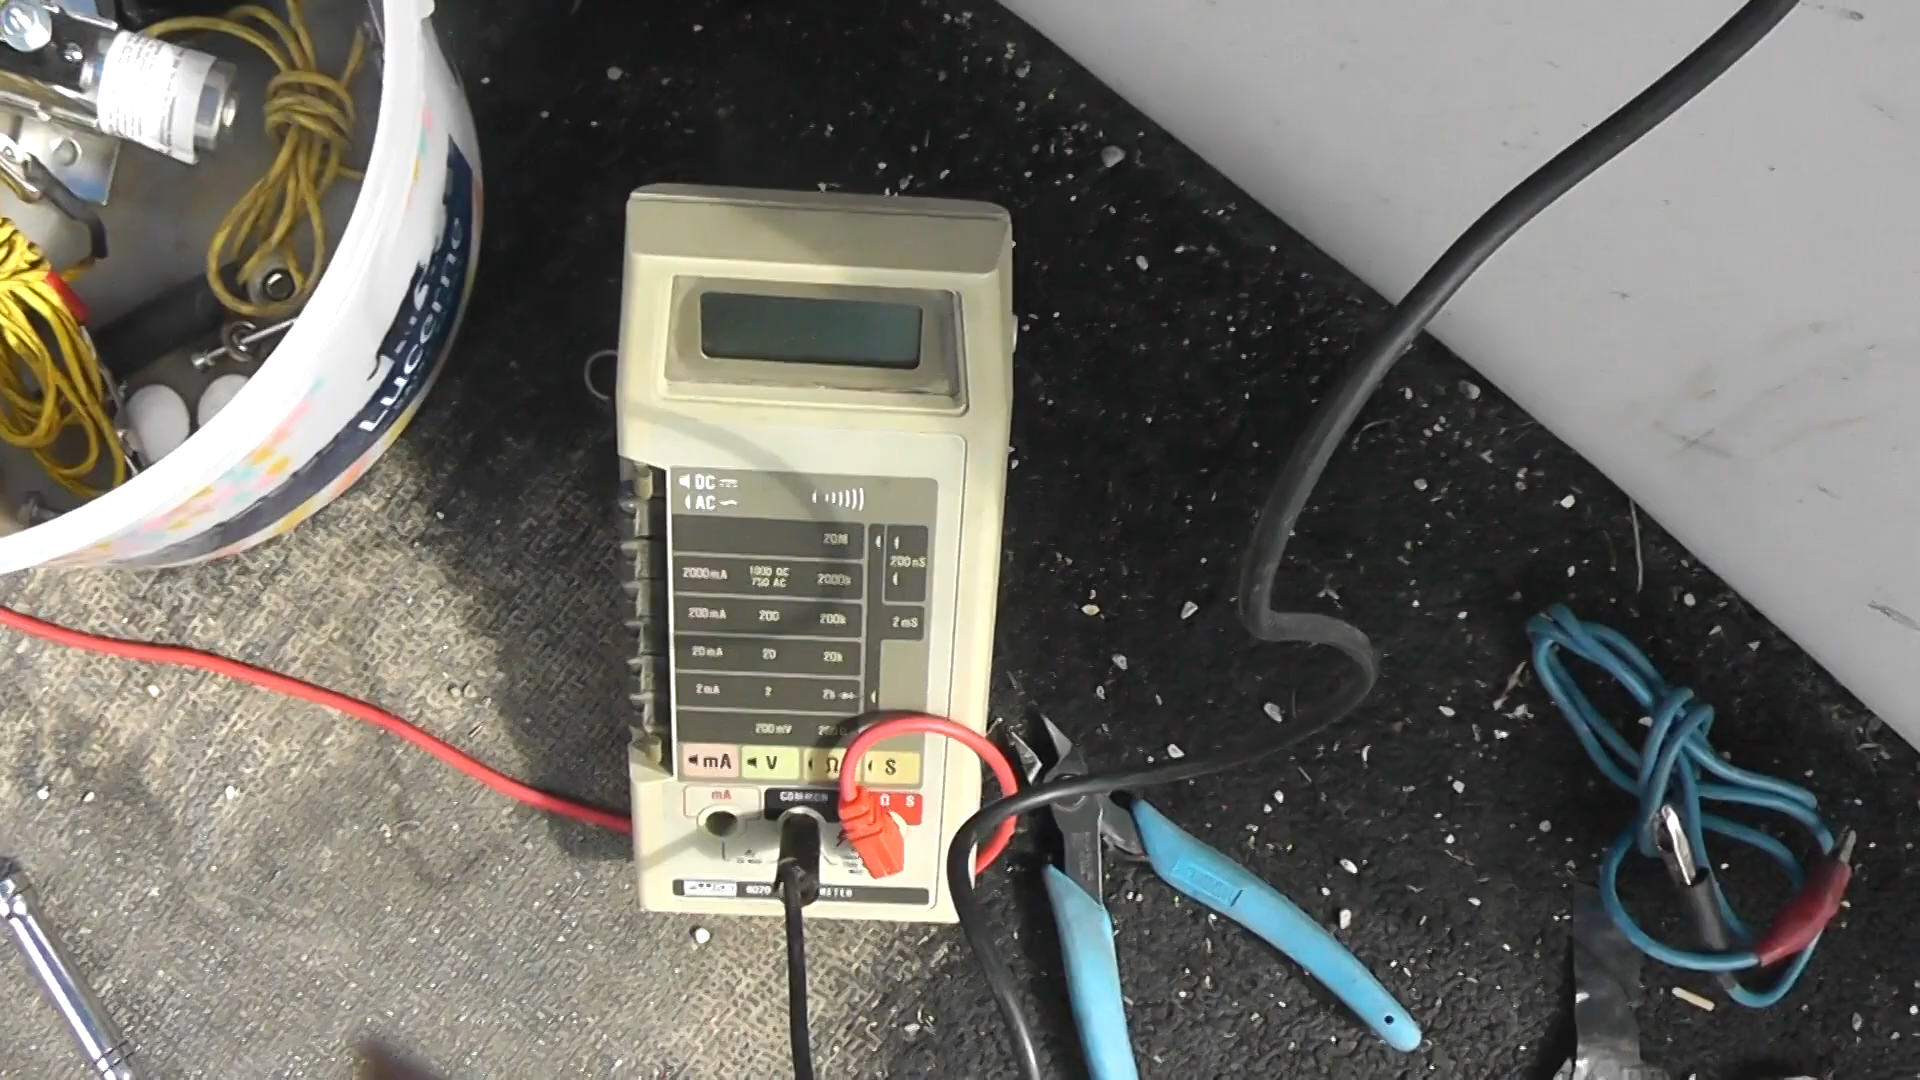 Lucerne
DC
AC
20M
200nS
2000mA 1000 DC 2000k
750 AC
200mA 200 200k
2mS
20mA 20 20k
2mA 2 2k
200mV 200Ω
mA V Ω S
mA COMMON Ω S